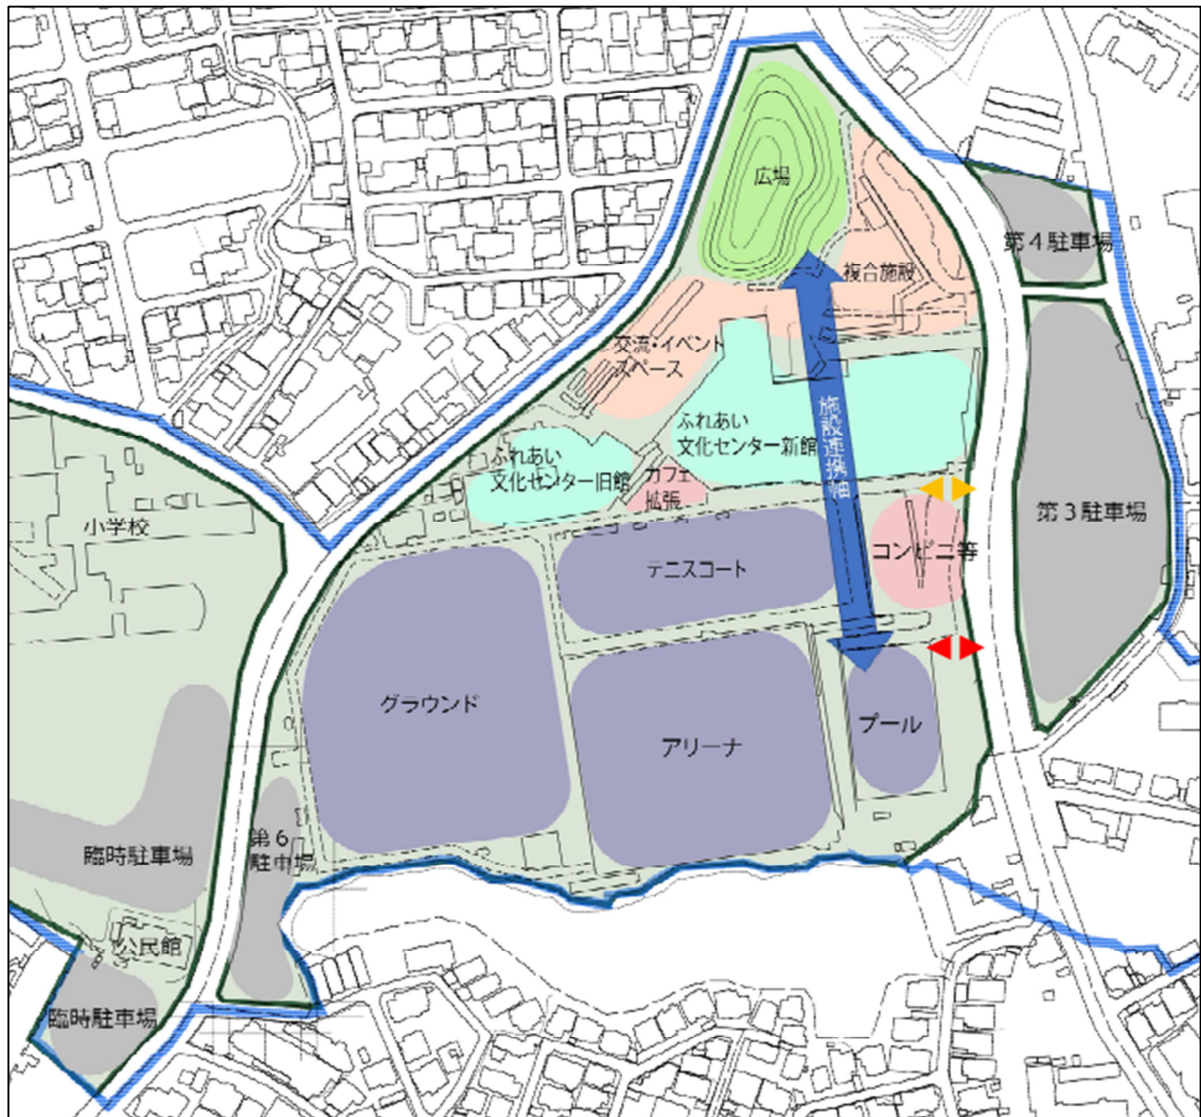 広場
第４駐車場
複合施設
交流・イベント
スペース
ふれあい
文化センター新館
施設連携軸
ふれあい
文化センター旧館
カフェ
拡張
小学校
第３駐車場
コンビニ等
テニスコート
グラウンド
アリーナ
プール
臨時駐車場
第６
駐車場
公民館
臨時駐車場